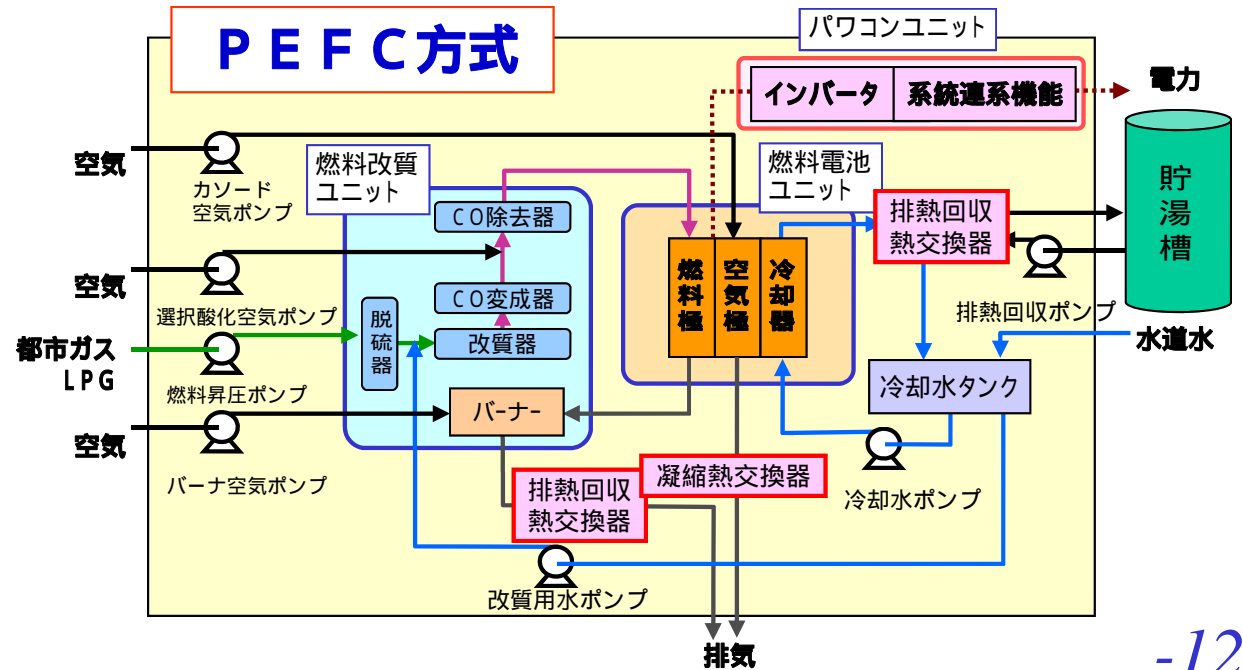 PEFC方式
パワコンユニット
インバータ
系統連系機能
電力
空気
カソード
空気ポンプ
燃料改質
ユニット
CO除去器
燃料電池
ユニット
排熱回収
熱交換器
貯湯槽
空気
選択酸化空気ポンプ
CO変成器
脱硫器
改質器
燃料極
空気極
冷却器
排熱回収ポンプ
水道水
都市ガス
LPG
燃料昇圧ポンプ
バーナー
冷却水タンク
空気
バーナ空気ポンプ
排熱回収
熱交換器
凝縮熱交換器
冷却水ポンプ
改質用水ポンプ
排気
-12